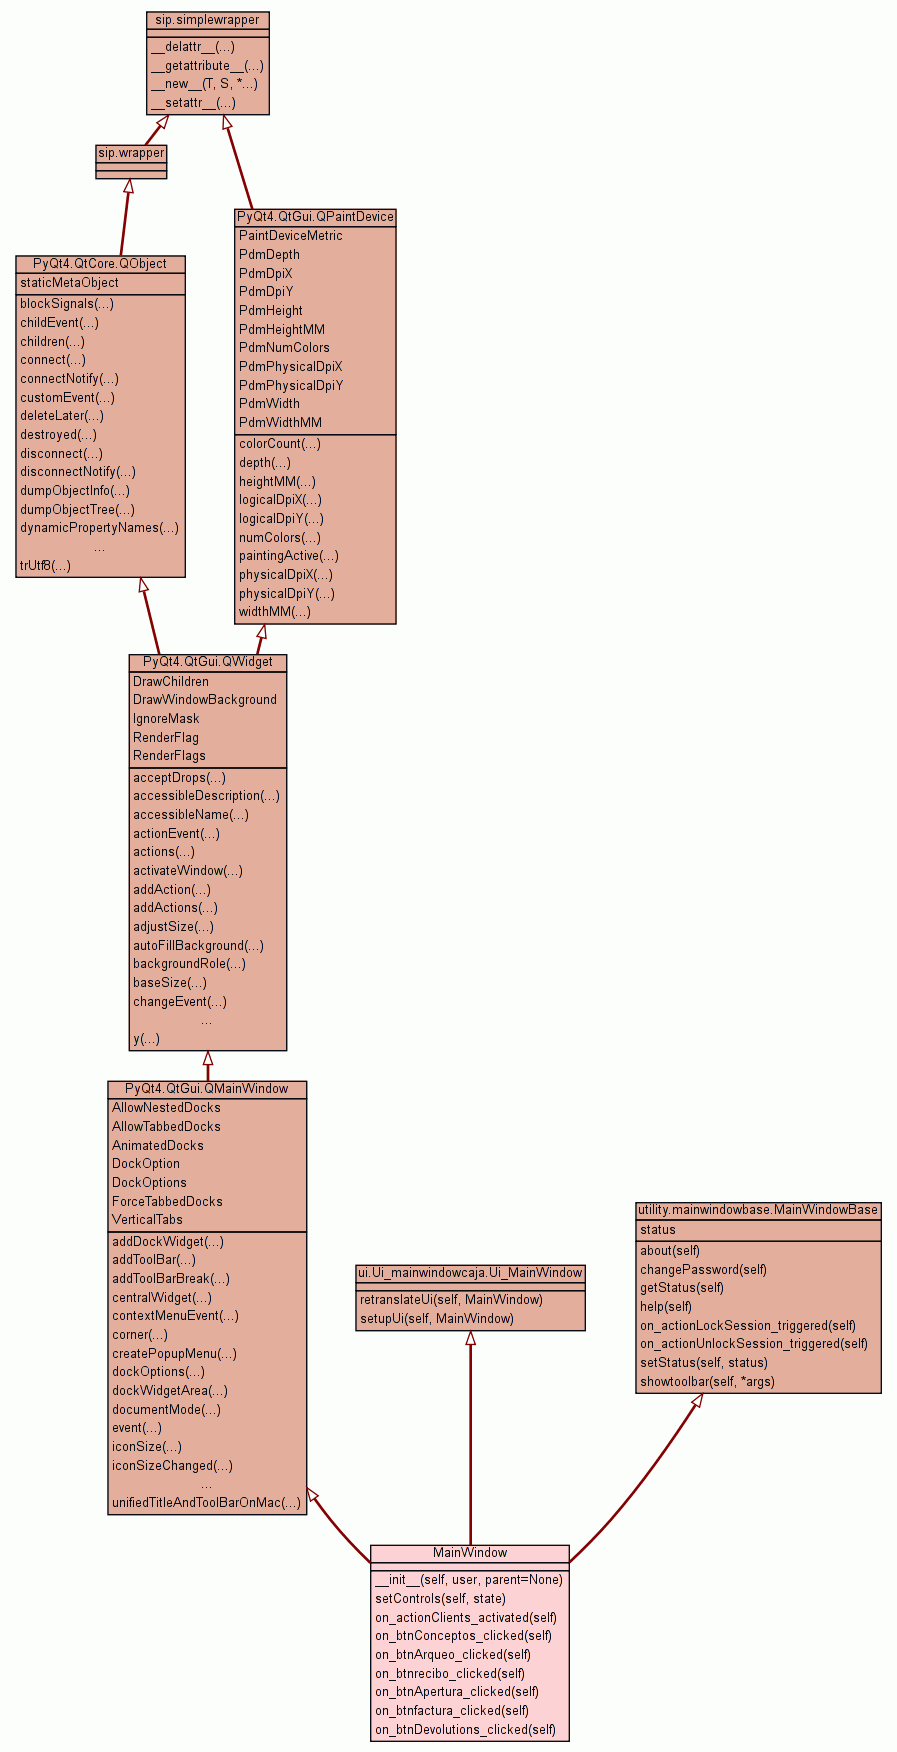 sip.simplewrapper
__delattr__(...)
__getattribute__(...)
__new__(T, S, *...)
__setattr__(...)
sip.wrapper
PyQt4.QtGui.QPaintDevice
PaintDeviceMetric
PdmDepth
PdmDpiX
PdmDpiY
PdmHeight
PdmHeightMM
PdmNumColors
PdmPhysicalDpiX
PdmPhysicalDpiY
PdmWidth
PdmWidthMM
colorCount(...)
depth(...)
heightMM(...)
logicalDpiX(...)
logicalDpiY(...)
numColors(...)
paintingActive(...)
physicalDpiX(...)
physicalDpiY(...)
widthMM(...)
PyQt4.QtCore.QObject
staticMetaObject
blockSignals(...)
childEvent(...)
children(...)
connect(...)
connectNotify(...)
customEvent(...)
deleteLater(...)
destroyed(...)
disconnect(...)
disconnectNotify(...)
dumpObjectInfo(...)
dumpObjectTree(...)
dynamicPropertyNames(...)
...
trUtf8(...)
PyQt4.QtGui.QWidget
DrawChildren
DrawWindowBackground
IgnoreMask
RenderFlag
RenderFlags
acceptDrops(...)
accessibleDescription(...)
accessibleName(...)
actionEvent(...)
actions(...)
activateWindow(...)
addAction(...)
addActions(...)
adjustSize(...)
autoFillBackground(...)
backgroundRole(...)
baseSize(...)
changeEvent(...)
...
y(...)
PyQt4.QtGui.QMainWindow
AllowNestedDocks
AllowTabbedDocks
AnimatedDocks
DockOption
DockOptions
ForceTabbedDocks
VerticalTabs
addDockWidget(...)
addToolBar(...)
addToolBarBreak(...)
centralWidget(...)
contextMenuEvent(...)
corner(...)
createPopupMenu(...)
dockOptions(...)
dockWidgetArea(...)
documentMode(...)
event(...)
iconSize(...)
iconSizeChanged(...)
...
unifiedTitleAndToolBarOnMac(...)
ui.Ui_mainwindowcaja.Ui_MainWindow
retranslateUi(self, MainWindow)
setupUi(self, MainWindow)
utility.mainwindowbase.MainWindowBase
status
about(self)
changePassword(self)
getStatus(self)
help(self)
on_actionLockSession_triggered(self)
on_actionUnlockSession_triggered(self)
setStatus(self, status)
showtoolbar(self, *args)
MainWindow
__init__(self, user, parent=None)
setControls(self, state)
on_actionClients_activated(self)
on_btnConceptos_clicked(self)
on_btnArqueo_clicked(self)
on_btnrecibo_clicked(self)
on_btnApertura_clicked(self)
on_btnfactura_clicked(self)
on_btnDevolutions_clicked(self)